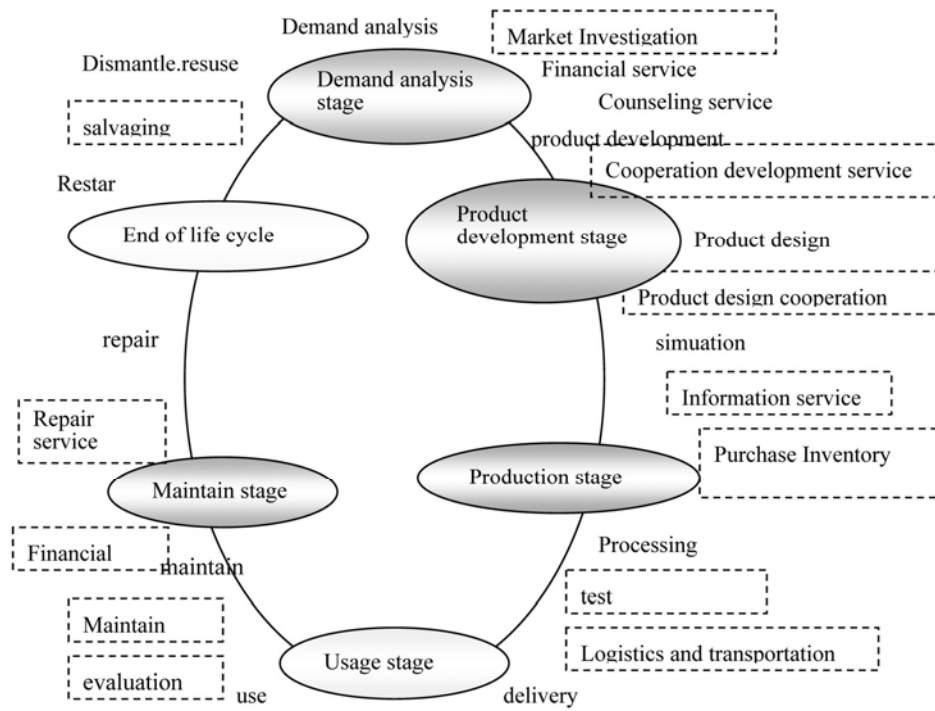 Demand analysis
Market Investigation
Dismantle.resuse
Demand analysis
stage
Financial service
Counseling service
salvaging
product development
Cooperation development service
Restar
End of life cycle
Product
development stage
Product design
Product design cooperation
repair
simuation
Information service
Repair
service
Purchase Inventory
Maintain stage
Production stage
Financial
maintain
Processing
test
Maintain
Logistics and transportation
Usage stage
evaluation
use
delivery